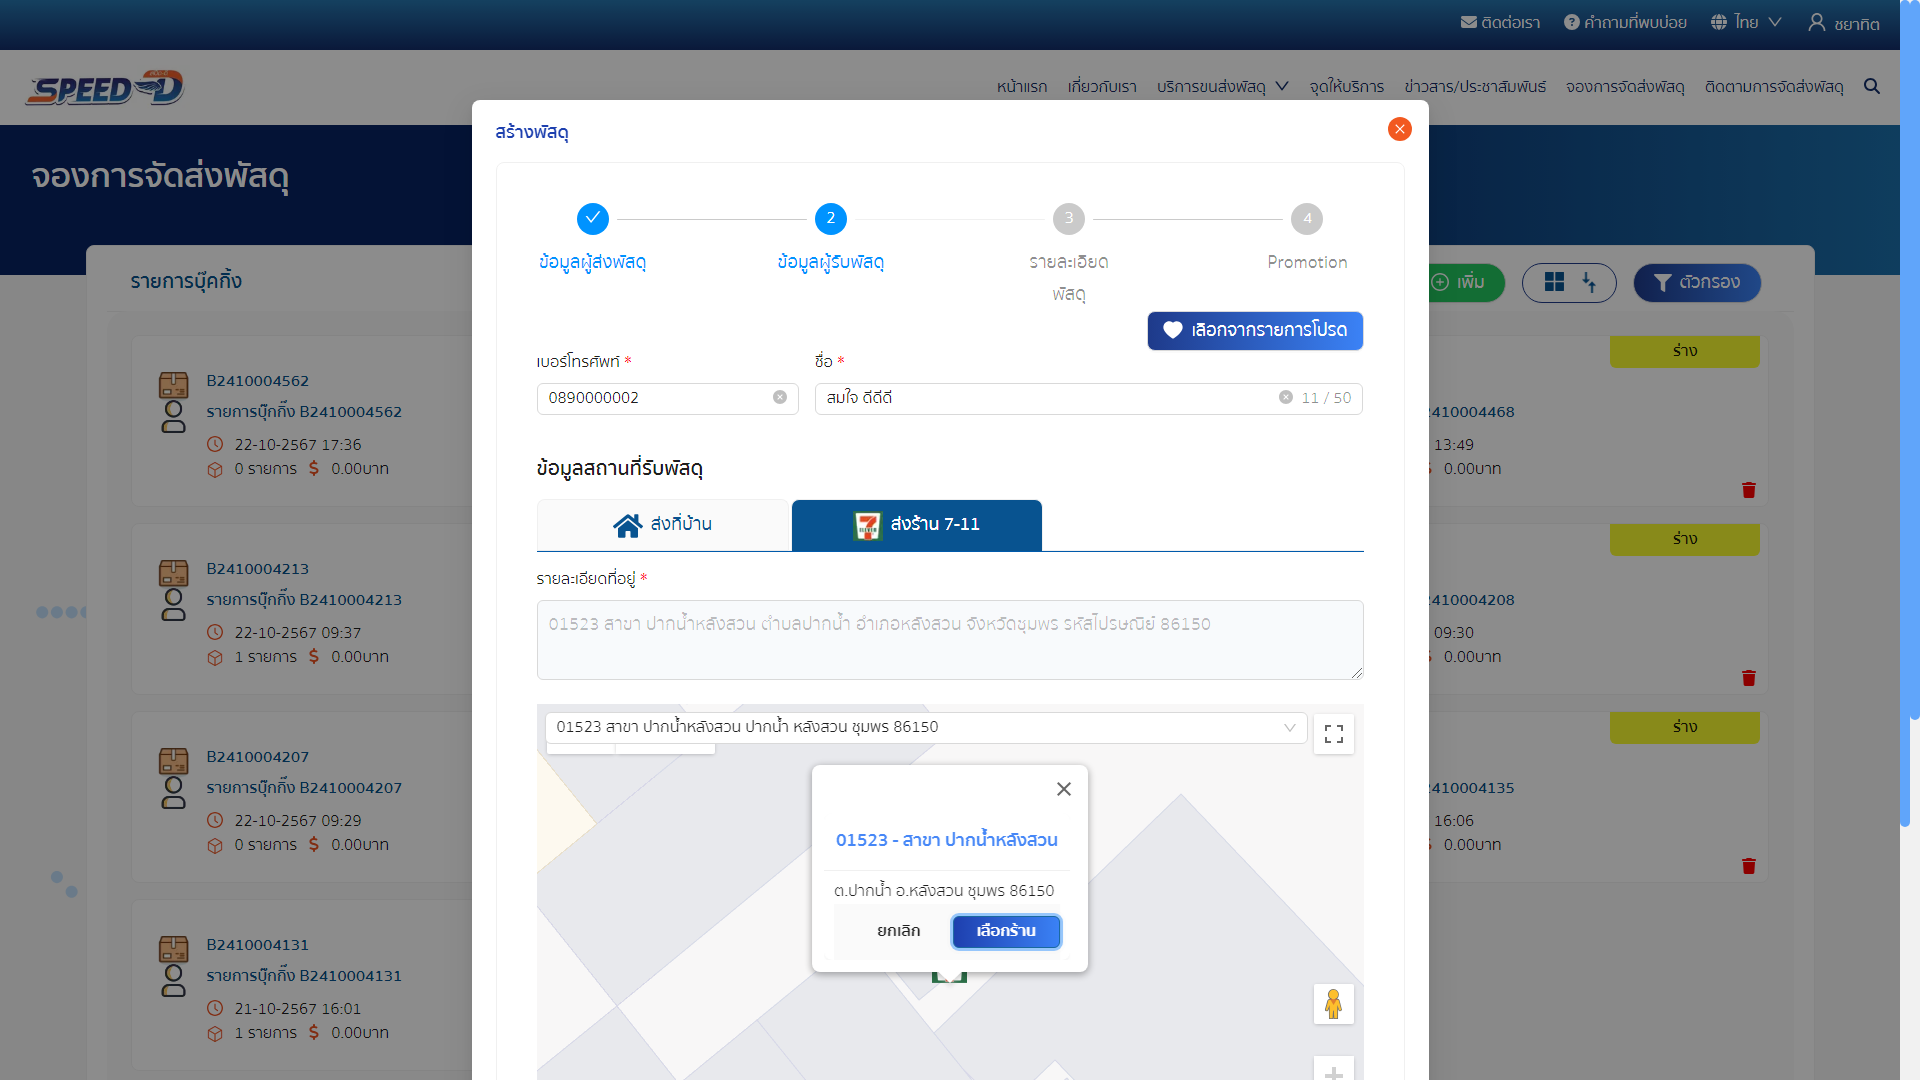 ติดต่อเรา คำถามที่พบบ่อย ไทย ชยาทิต
SPEED-D หน้าแรก เกี่ยวกับเรา บริการขนส่งพัสดุ จุดให้บริการ ข่าวสาร/ประชาสัมพันธ์ จองการจัดส่งพัสดุ ติดตามการจัดส่งพัสดุ
จองการจัดส่งพัสดุ
สร้างพัสดุ
2 3 4
ข้อมูลผู้ส่งพัสดุ ข้อมูลผู้รับพัสดุ รายละเอียดพัสดุ Promotion
เลือกจากรายการโปรด
เบอร์โทรศัพท์ * ชื่อ *
0890000002 สมใจ ดีดีดี 11 / 50
ข้อมูลสถานที่รับพัสดุ
ส่งที่บ้าน ส่งร้าน 7-11
รายละเอียดที่อยู่ *
01523 สาขา ปากน้ำหลังสวน ตำบลปากน้ำ อำเภอหลังสวน จังหวัดชุมพร รหัสไปรษณีย์ 86150
01523 สาขา ปากน้ำหลังสวน ปากน้ำ หลังสวน ชุมพร 86150
01523 - สาขา ปากน้ำหลังสวน
ต.ปากน้ำ อ.หลังสวน ชุมพร 86150
ยกเลิก เลือกร้าน
รายการบุ๊คกิ้ง
เพิ่ม ตัวกรอง
B2410004562
รายการบุ๊กกิ้ง B2410004562
22-10-2567 17:36
0 รายการ $ 0.00บาท
B2410004213
รายการบุ๊กกิ้ง B2410004213
22-10-2567 09:37
1 รายการ $ 0.00บาท
B2410004207
รายการบุ๊กกิ้ง B2410004207
22-10-2567 09:29
0 รายการ $ 0.00บาท
B2410004131
รายการบุ๊กกิ้ง B2410004131
21-10-2567 16:01
1 รายการ $ 0.00บาท
ร่าง
2410004468
13:49
0.00บาท
ร่าง
2410004208
09:30
0.00บาท
ร่าง
2410004135
16:06
0.00บาท